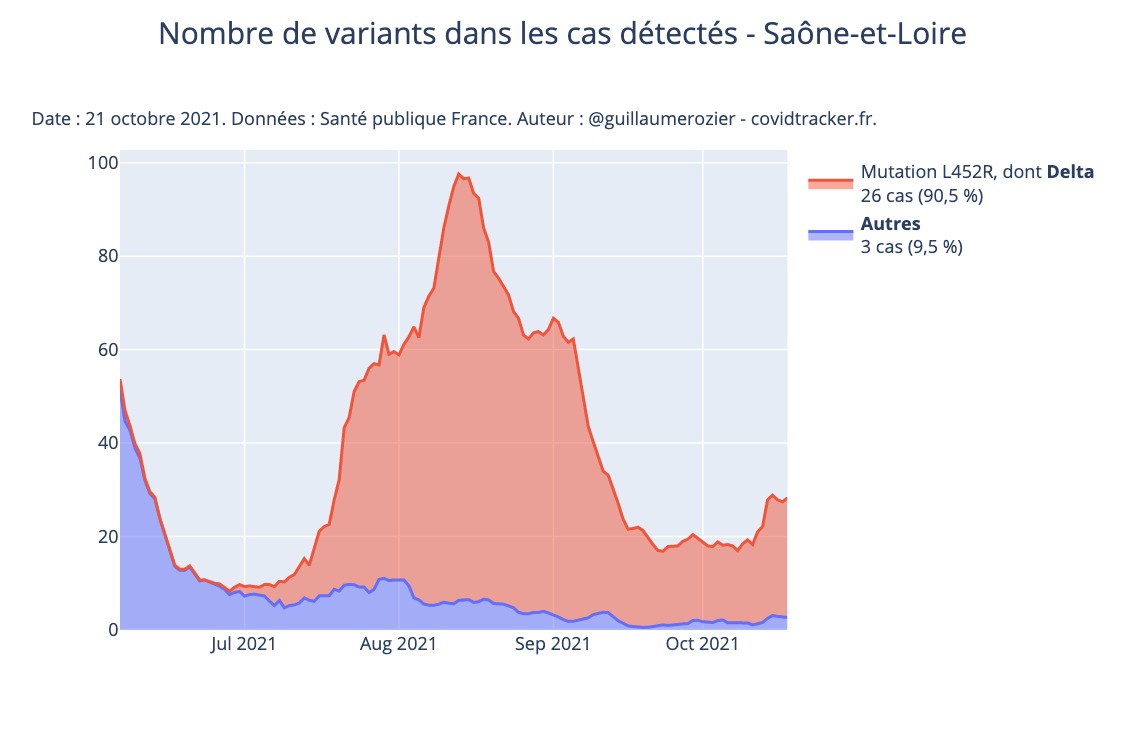 Nombre de variants dans les cas détectés - Saône-et-Loire
Date : 21 octobre 2021. Données : Santé publique France. Auteur : @guillaumerozier - covidtracker.fr.
100
80
60
40
20
0
Jul 2021
Aug 2021
Sep 2021
Oct 2021
Mutation L452R, dont Delta
26 cas (90,5 %)
Autres
3 cas (9,5 %)